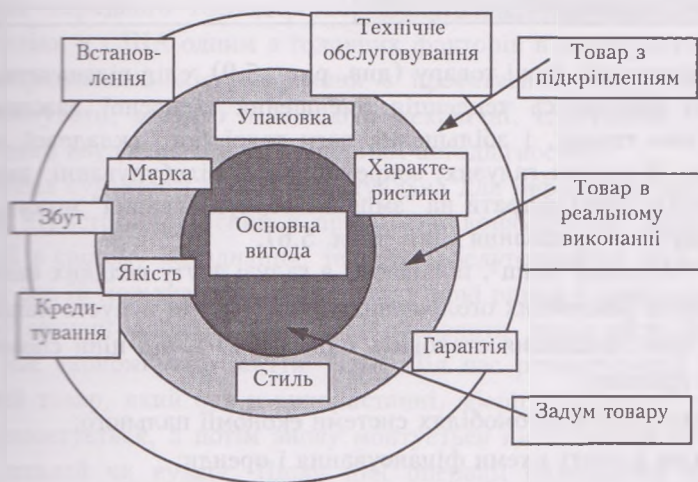 Встанов-
лення
Технічне
обслуговування
Товар з
підкріпленням
Упаковка
Марка
Характе-
ристики
Товар в
реальному
виконанні
Збут
Основна
вигода
Якість
Креди-
тування
Гарантія
Стиль
Задум товару